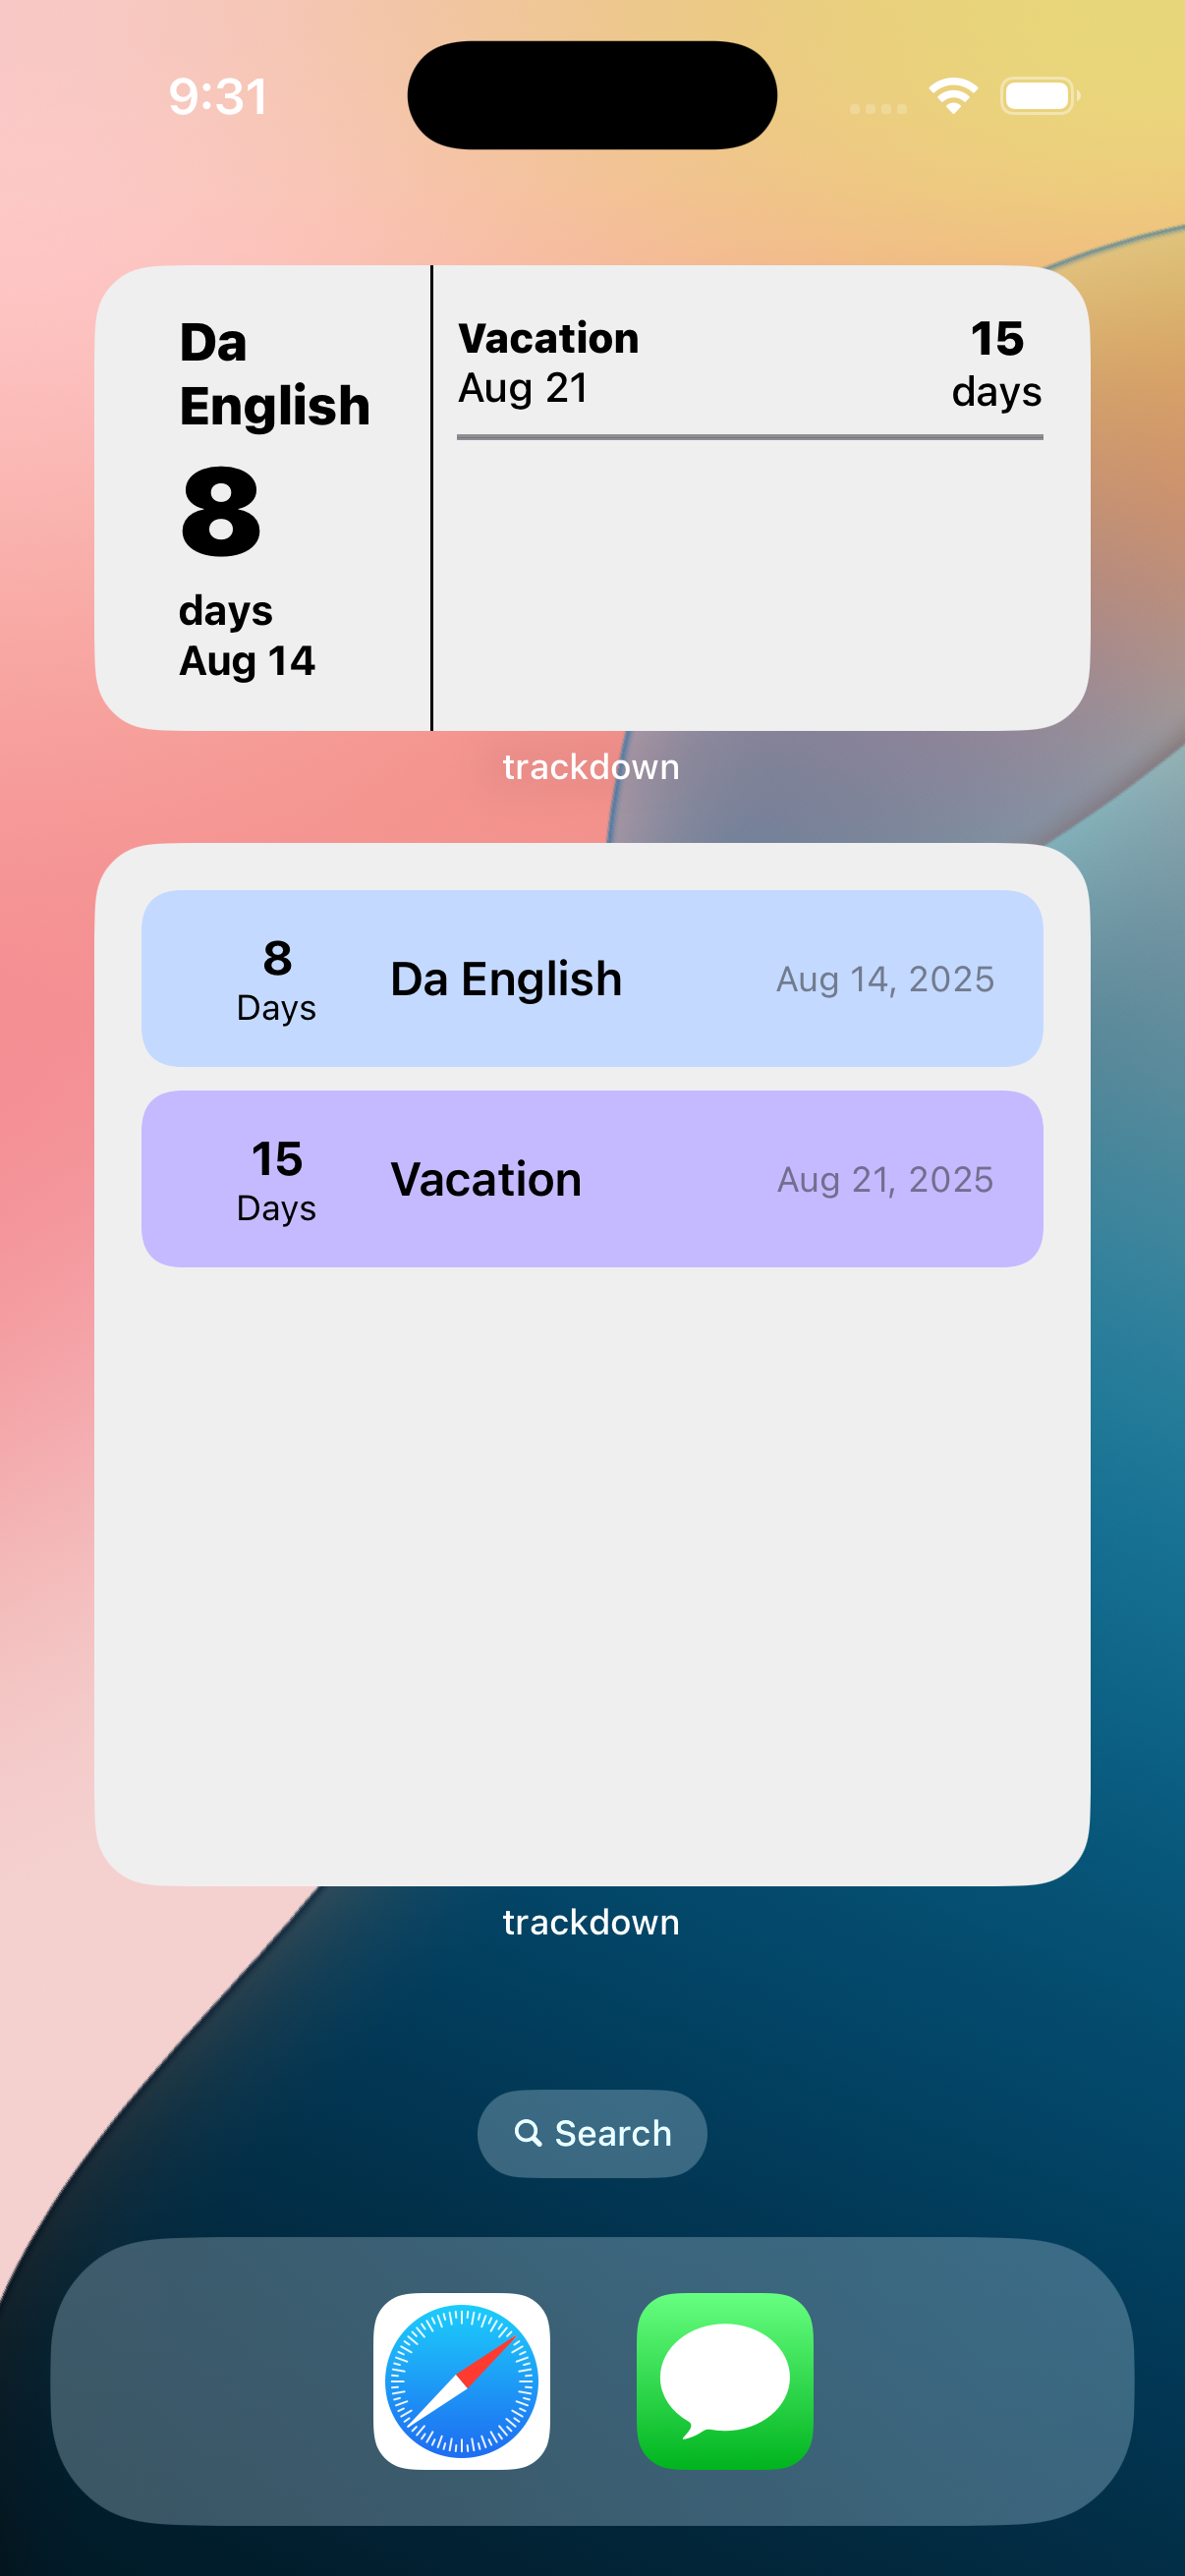 9:31
Da
English
8
days
Aug 14
Vacation
Aug 21
15
days
trackdown
8
Days
Da English
Aug 14, 2025
15
Days
Vacation
Aug 21, 2025
trackdown
Search